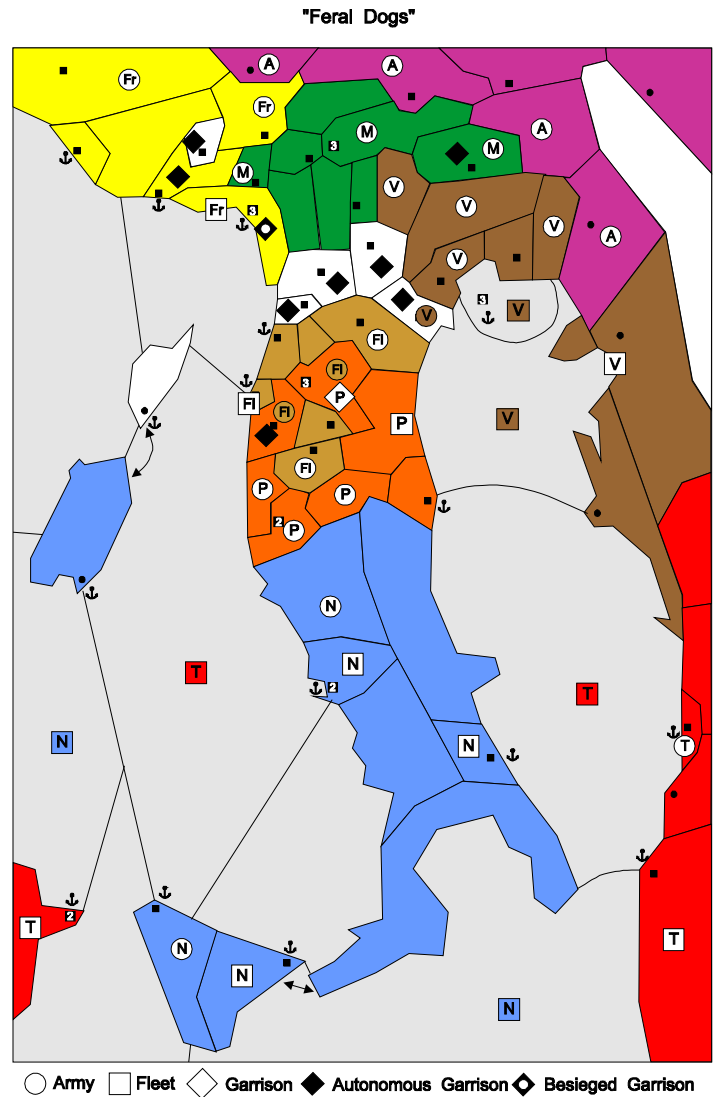 "Feral Dogs"
A
A
Fr
Fr
M
3
A
M
M
V
V
Fr
3
V
A
V
3
V
V
Fl
V
Fl
3
P
Fl
Fl
P
V
Fl
P
P
2
P
N
N
2
T
T
N
N
T
2
T
N
N
T
N
Army
Fleet
Garrison
Autonomous Garrison
Besieged Garrison